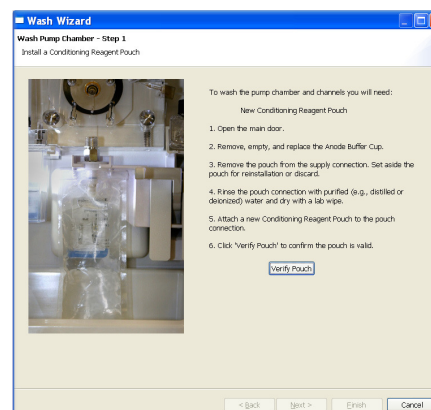 Wash Wizard
Wash Pump Chamber - Step 1
Install a Conditioning Reagent Pouch
To wash the pump chamber and channels you will need:
New Conditioning Reagent Pouch
1. Open the main door.
2. Remove, empty, and replace the Anode Buffer Cup.
3. Remove the pouch from the supply connection. Set aside the
pouch for reinstallation or discard.
4. Rinse the pouch connection with purified (e.g., distilled or
deionized) water and dry with a lab wipe.
5. Attach a new Conditioning Reagent Pouch to the pouch
connection.
6. Click 'Verify Pouch' to confirm the pouch is valid.
Verify Pouch
< Back Next > Finish Cancel